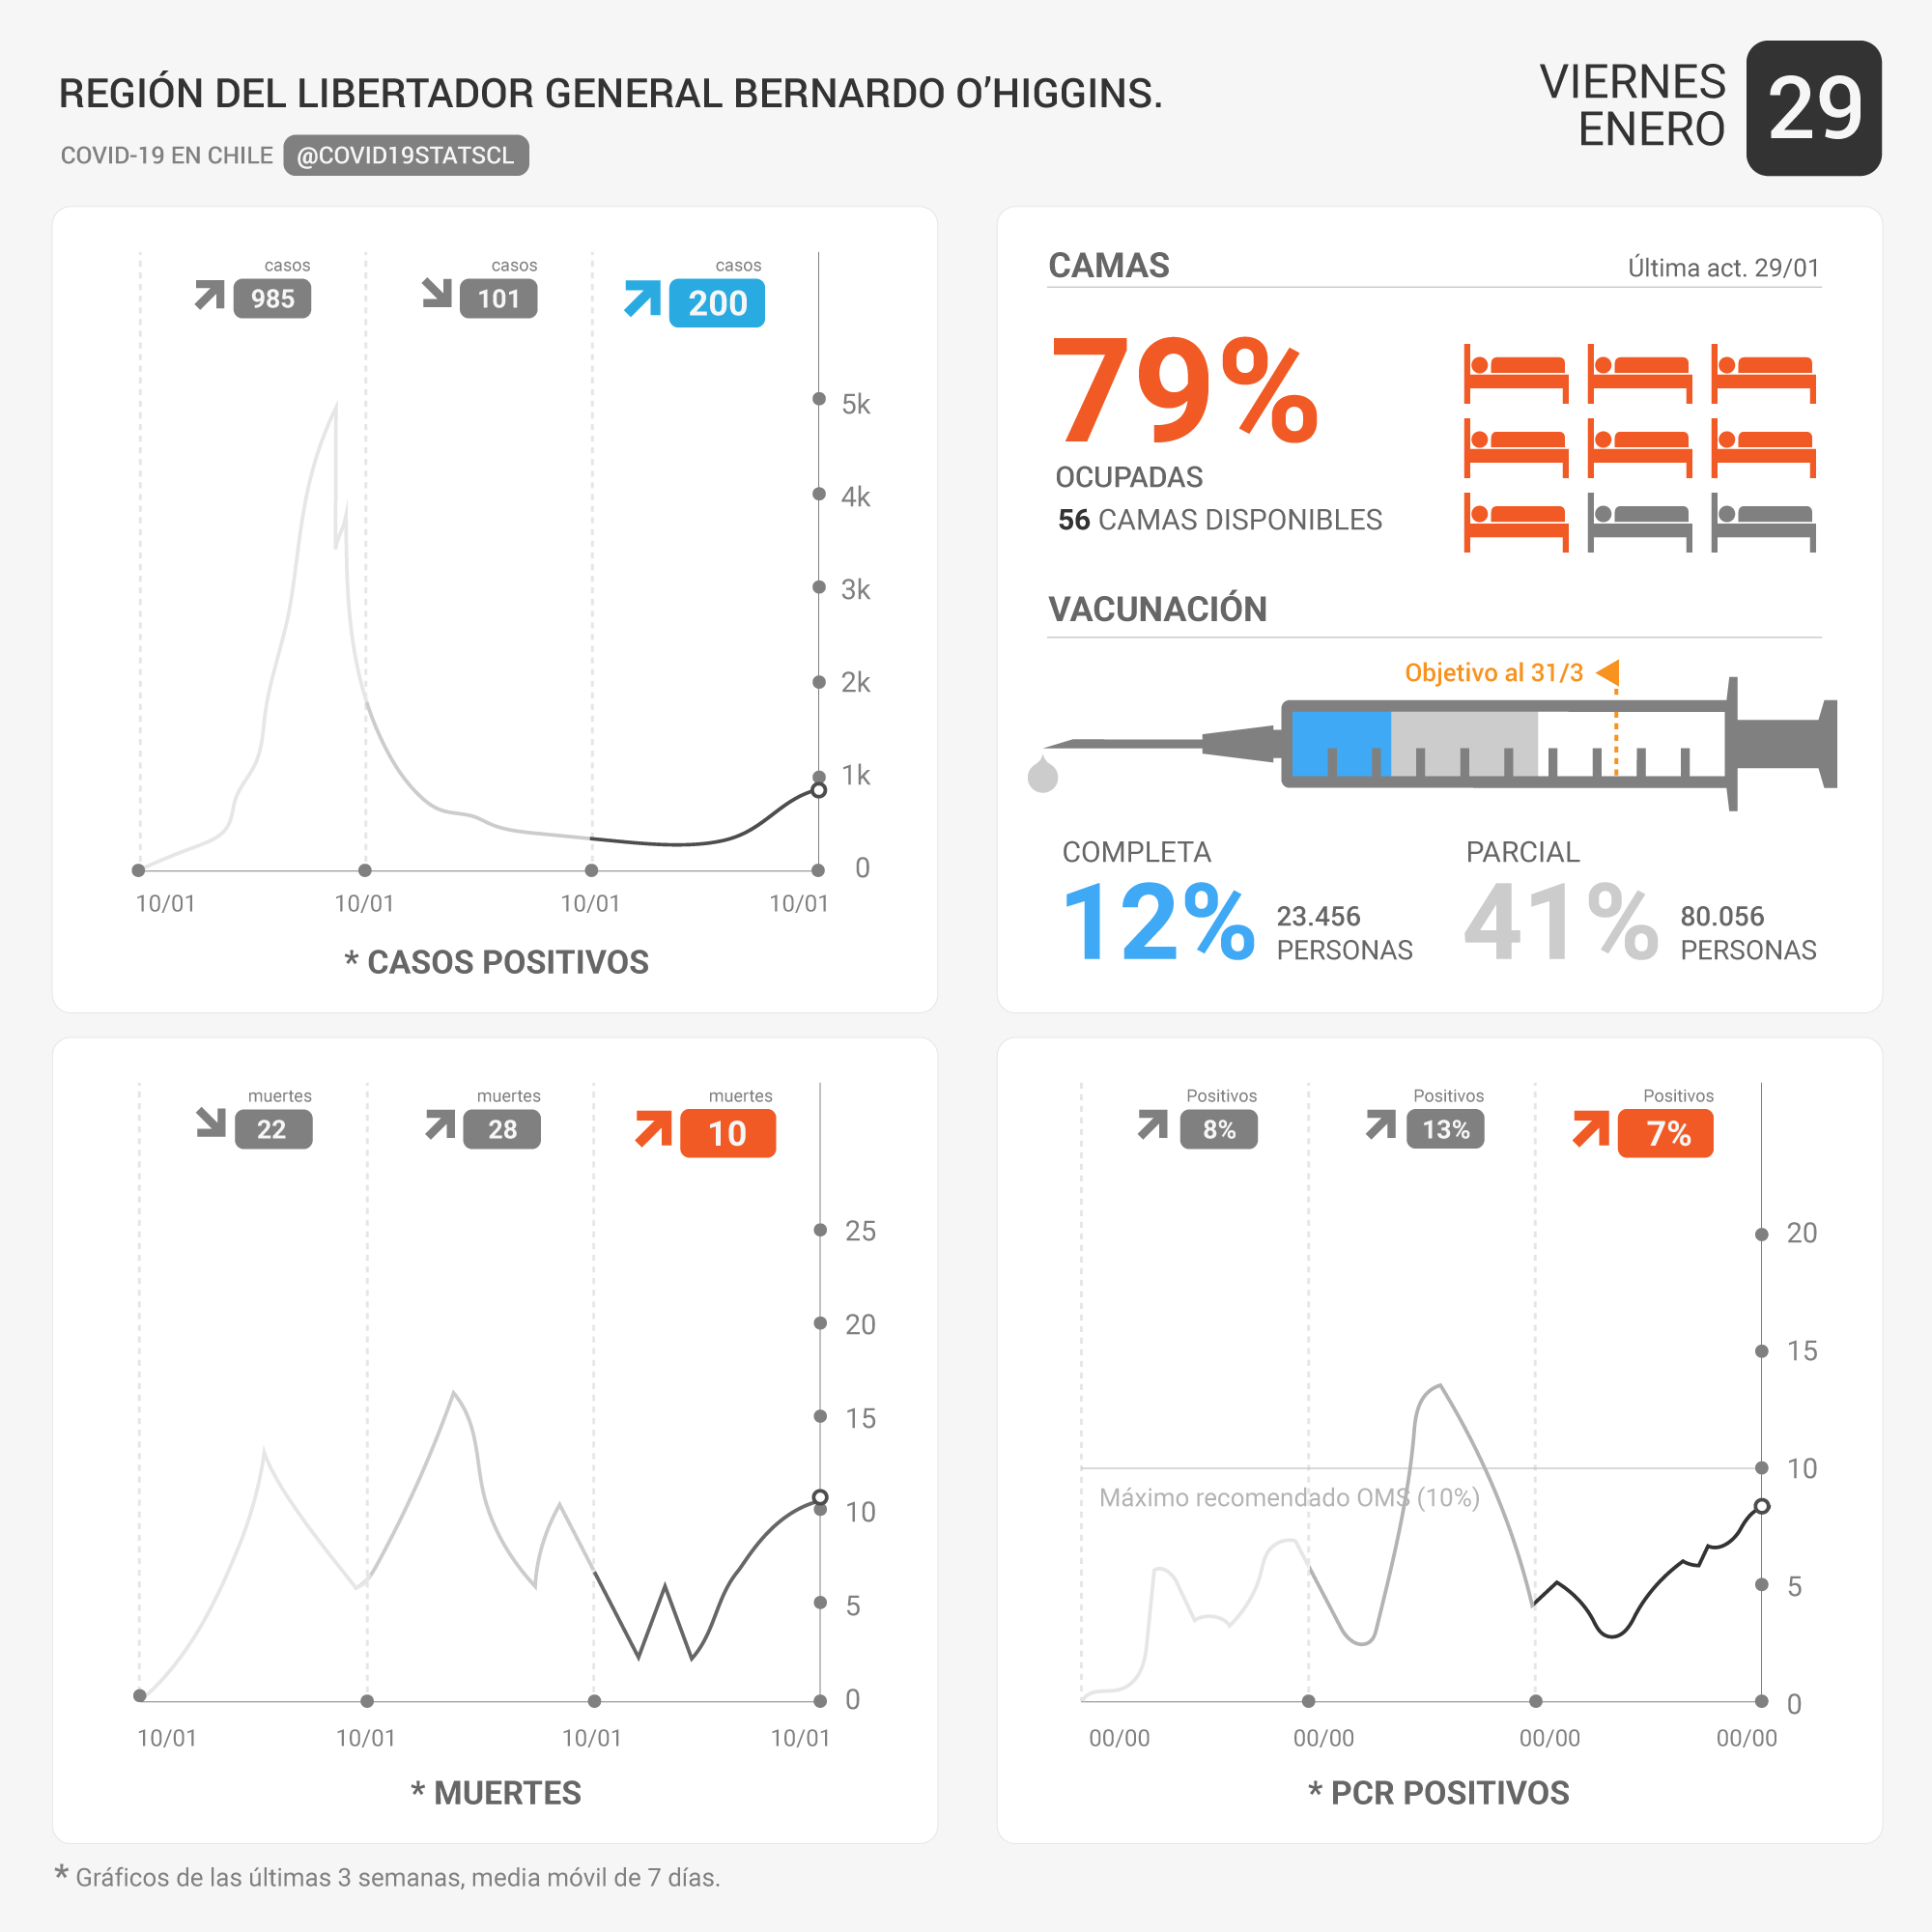 REGIÓN DEL LIBERTADOR GENERAL BERNARDO O’HIGGINS.
COVID-19 EN CHILE @COVID19STATSCL
VIERNES
ENERO
29
casos
985
casos
101
casos
200
5k
4k
3k
2k
1k
0
10/01 10/01 10/01 10/01
* CASOS POSITIVOS
CAMAS
Última act. 29/01
79%
OCUPADAS
56 CAMAS DISPONIBLES
VACUNACIÓN
Objetivo al 31/3
COMPLETA
12%
23.456
PERSONAS
PARCIAL
41%
80.056
PERSONAS
muertes
22
muertes
28
muertes
10
25
20
15
10
5
0
10/01 10/01 10/01 10/01
* MUERTES
Positivos
8%
Positivos
13%
Positivos
7%
20
15
10
Máximo recomendado OMS (10%)
5
0
00/00 00/00 00/00 00/00
* PCR POSITIVOS
* Gráficos de las últimas 3 semanas, media móvil de 7 días.